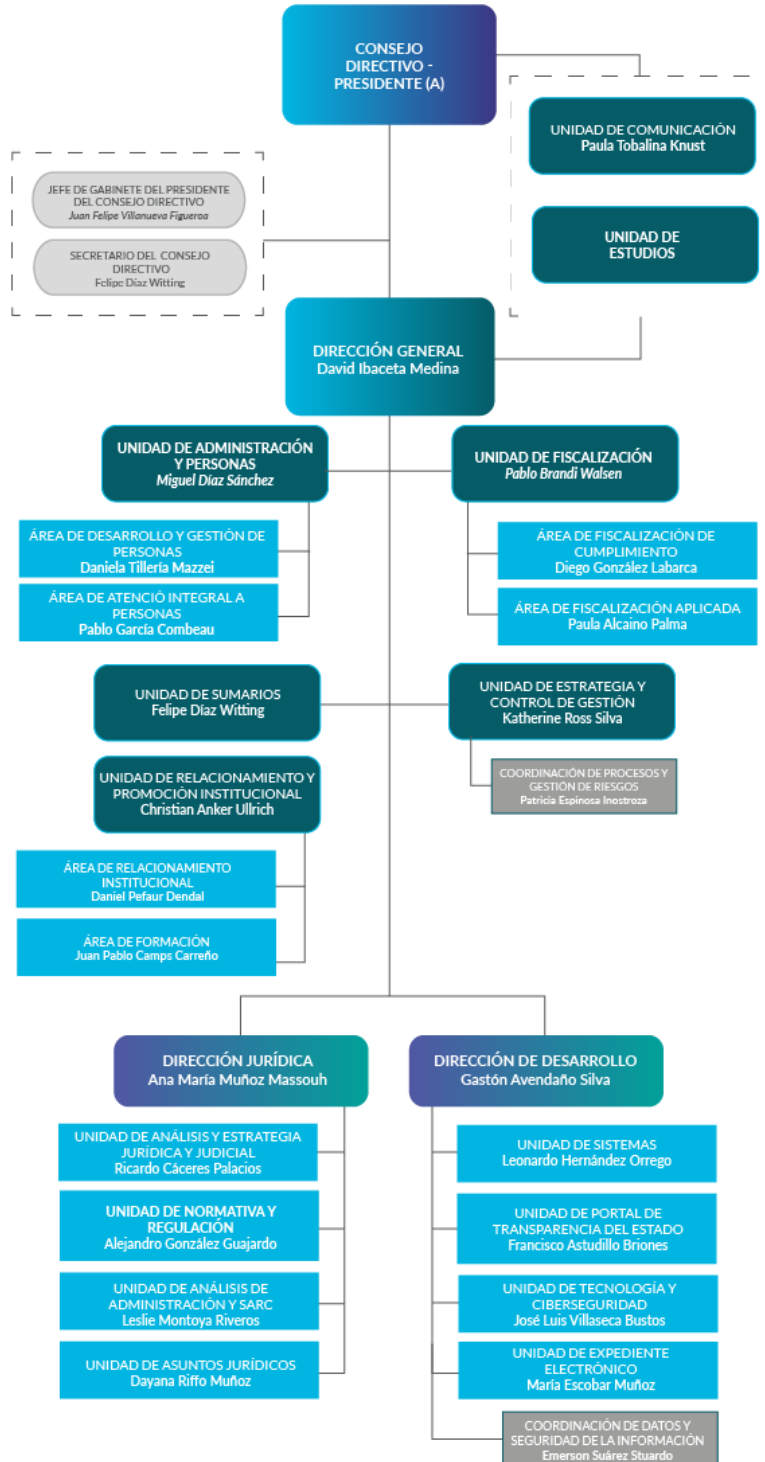 CONSEJO
DIRECTIVO -
PRESIDENTE (A)
UNIDAD DE COMUNICACIÓN
Paula Tobalina Knust
JEFE DE GABINETE DEL PRESIDENTE
DEL CONSEJO DIRECTIVO
Juan Felipe Villanueva Figueroa
SECRETARIO DEL CONSEJO
DIRECTIVO
Felipe Díaz Witting
UNIDAD DE
ESTUDIOS
DIRECCIÓN GENERAL
David Ibaceta Medina
UNIDAD DE ADMINISTRACIÓN
Y PERSONAS
Miguel Díaz Sánchez
UNIDAD DE FISCALIZACIÓN
Pablo Brandi Walsen
ÁREA DE DESARROLLO Y GESTIÓN DE
PERSONAS
Daniela Tillería Mazzei
ÁREA DE ATENCIÓ INTEGRAL A
PERSONAS
Pablo García Combeau
ÁREA DE FISCALIZACIÓN DE
CUMPLIMIENTO
Diego González Labarca
ÁREA DE FISCALIZACIÓN APLICADA
Paula Alcaino Palma
UNIDAD DE SUMARIOS
Felipe Díaz Witting
UNIDAD DE ESTRATEGIA Y
CONTROL DE GESTIÓN
Katherine Ross Silva
COORDINACIÓN DE PROCESOS Y
GESTIÓN DE RIESGOS
Patricia Espinosa Inostroza
UNIDAD DE RELACIONAMIENTO Y
PROMOCIÓN INSTITUCIONAL
Christian Anker Ullrich
ÁREA DE RELACIONAMIENTO
INSTITUCIONAL
Daniel Pefaur Dendal
ÁREA DE FORMACIÓN
Juan Pablo Camps Carreño
DIRECCIÓN JURÍDICA
Ana María Muñoz Massouh
DIRECCIÓN DE DESARROLLO
Gastón Avendaño Silva
UNIDAD DE ANÁLISIS Y ESTRATEGIA
JURÍDICA Y JUDICIAL
Ricardo Cáceres Palacios
UNIDAD DE NORMATIVA Y
REGULACIÓN
Alejandro González Guajardo
UNIDAD DE ANÁLISIS DE
ADMINISTRACIÓN Y SARC
Leslie Montoya Riveros
UNIDAD DE ASUNTOS JURÍDICOS
Dayana Riffo Muñoz
UNIDAD DE SISTEMAS
Leonardo Hernández Orrego
UNIDAD DE PORTAL DE
TRANSPARENCIA DEL ESTADO
Francisco Astudillo Briones
UNIDAD DE TECNOLOGÍA Y
CIBERSEGURIDAD
José Luis Villaseca Bustos
UNIDAD DE EXPEDIENTE
ELECTRÓNICO
María Escobar Muñoz
COORDINACIÓN DE DATOS Y
SEGURIDAD DE LA INFORMACIÓN
Emerson Suárez Stuardo